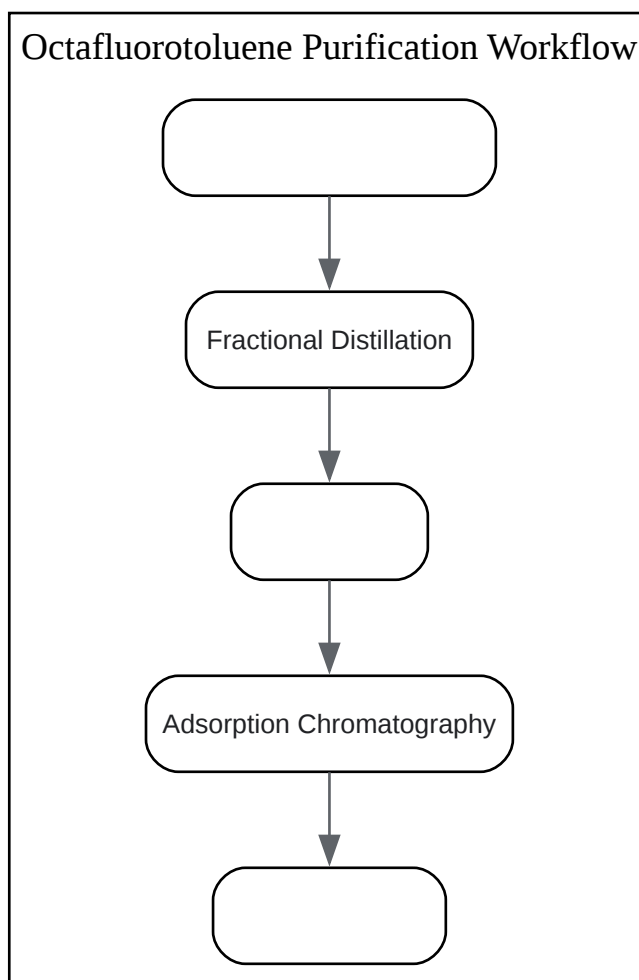 Octafluorotoluene Purification Workflow
Fractional Distillation
Adsorption Chromatography